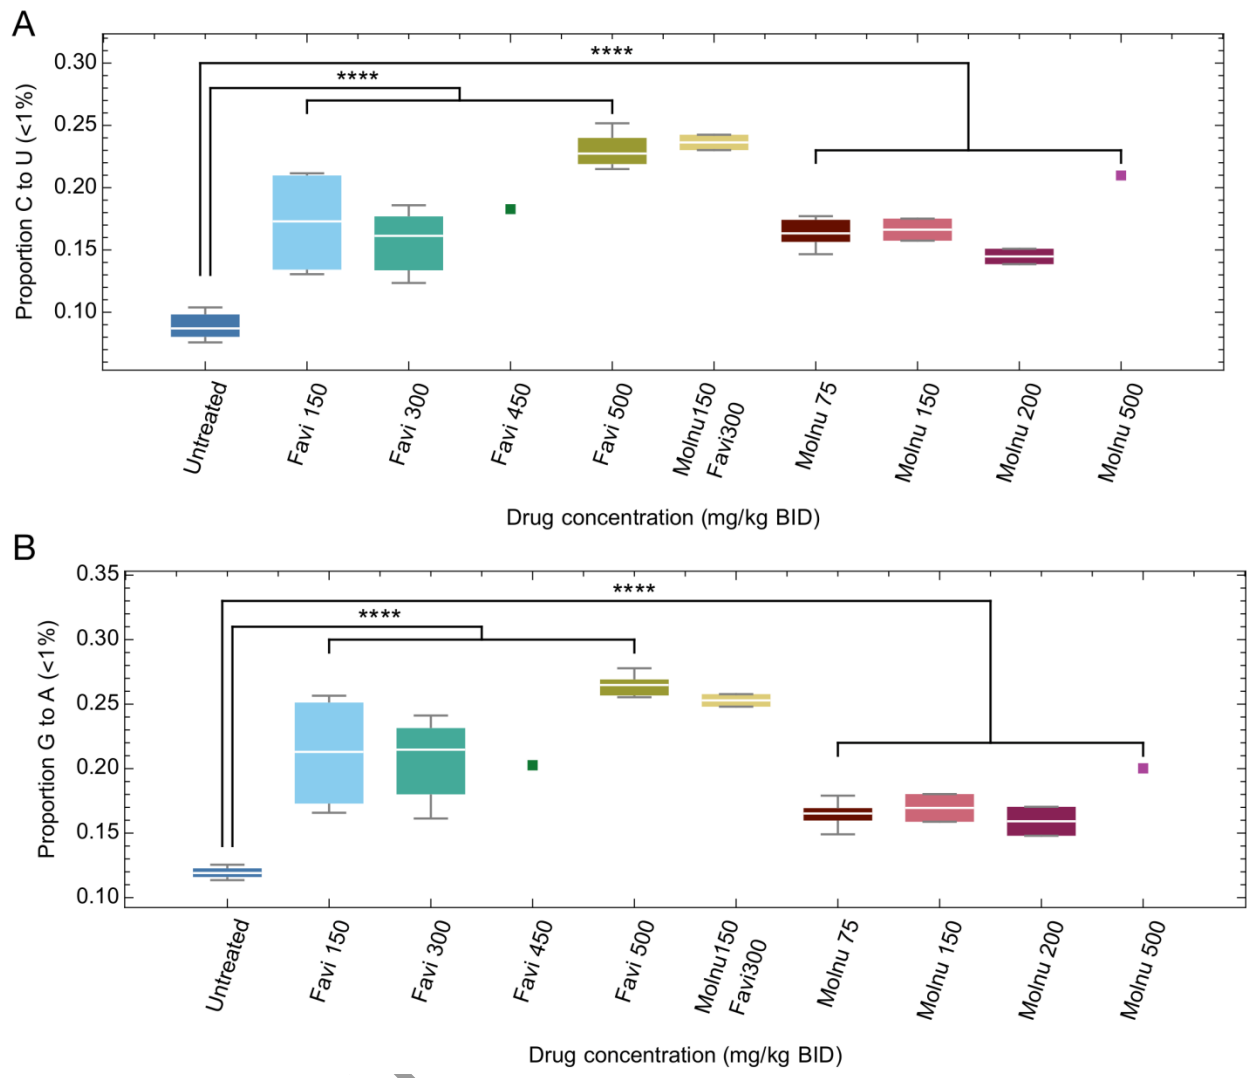 A
Proportion C to U (<1%)
0.30
0.25
0.20
0.15
0.10
****
****
Untreated
Favi 150
Favi 300
Favi 450
Favi 500
Molnu150
Favi300
Molnu 75
Molnu 150
Molnu 200
Molnu 500
Drug concentration (mg/kg BID)
B
Proportion G to A (<1%)
0.35
0.30
0.25
0.20
0.15
0.10
****
****
Untreated
Favi 150
Favi 300
Favi 450
Favi 500
Molnu150
Favi300
Molnu 75
Molnu 150
Molnu 200
Molnu 500
Drug concentration (mg/kg BID)